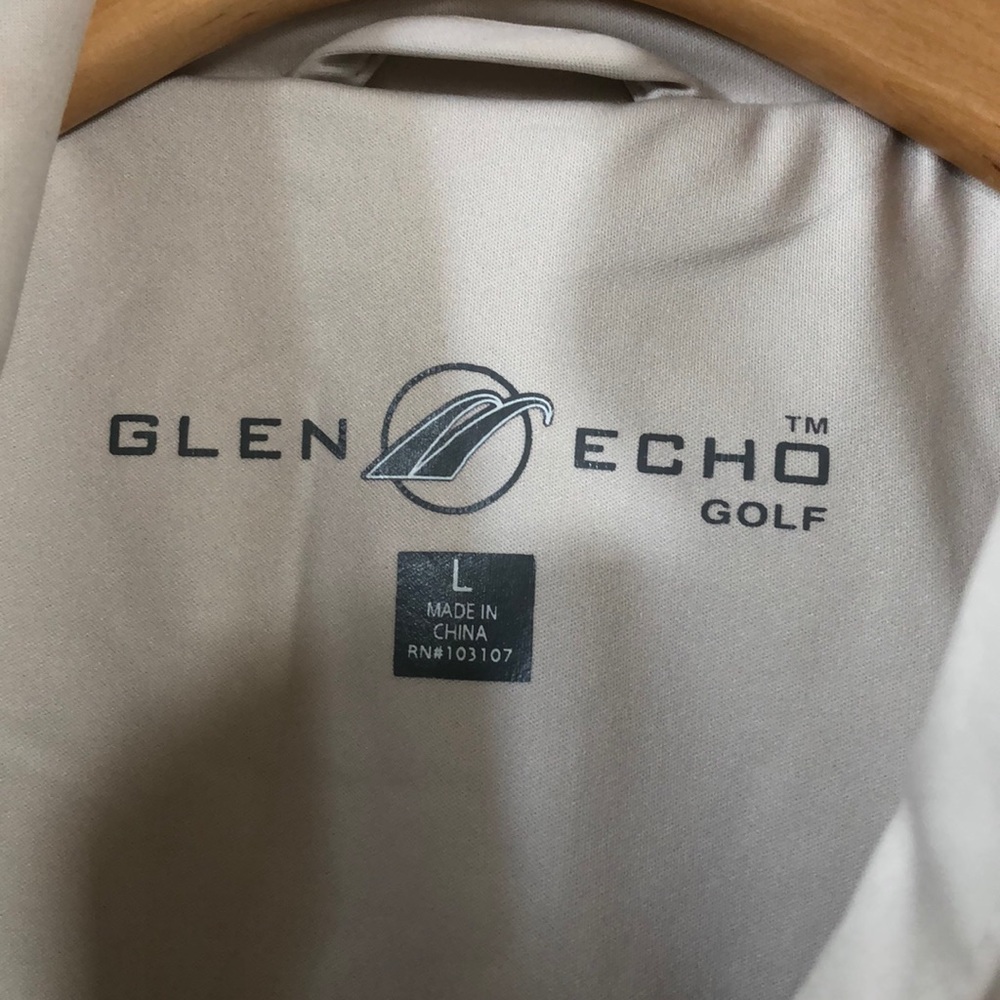 GLEN ECHO™
GOLF
L
MADE IN
CHINA
RN#103107